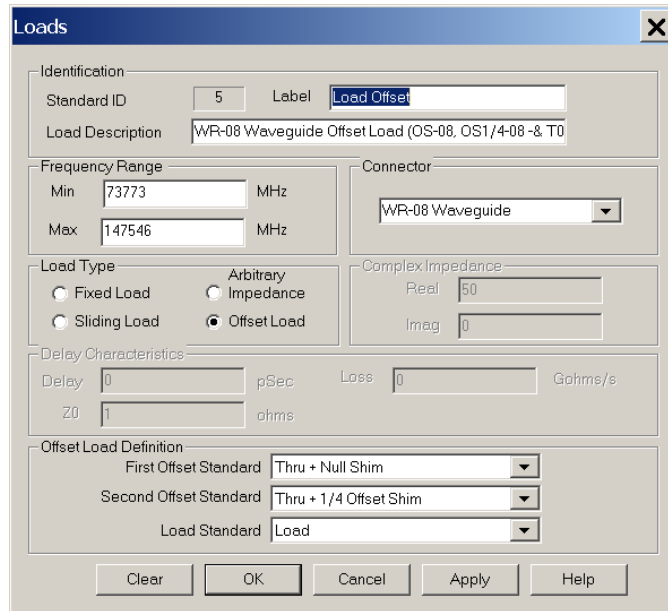 Loads
Identification
Standard ID 5 Label Load Offset
Load Description WR-08 Waveguide Offset Load (OS-08, OS1/4-08 -& T0
Frequency Range
Min 73773 MHz
Max 147546 MHz
Connector
WR-08 Waveguide
Load Type
Fixed Load
Arbitrary
Impedance
Sliding Load
Offset Load
Complex Impedance
Real 50
Imag 0
Delay Characteristics
Delay 0 pSec Loss 0 Gohms/s
Z0 1 ohms
Offset Load Definition
First Offset Standard Thru + Null Shim
Second Offset Standard Thru + 1/4 Offset Shim
Load Standard Load
Clear OK Cancel Apply Help